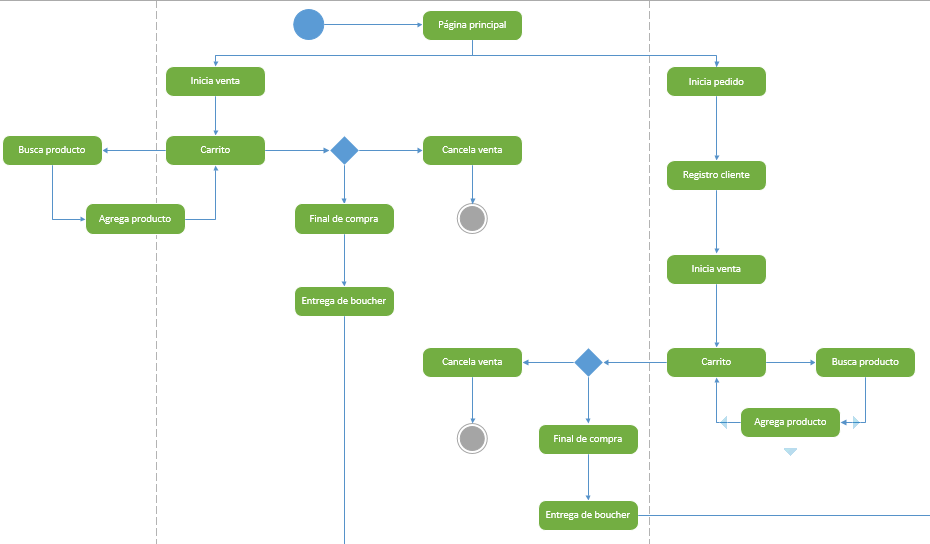 Página principal
Inicia venta
Inicia pedido
Busca producto
Carrito
Cancela venta
Registro cliente
Agrega producto
Final de compra
Inicia venta
Entrega de boucher
Cancela venta
Carrito
Busca producto
Agrega producto
Final de compra
Entrega de boucher